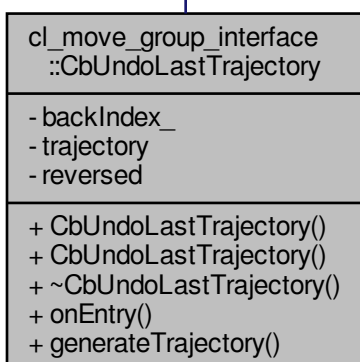 cl_move_group_interface
::CbUndoLastTrajectory
- backIndex_
- trajectory
- reversed
+ CbUndoLastTrajectory()
+ CbUndoLastTrajectory()
+ ~CbUndoLastTrajectory()
+ onEntry()
+ generateTrajectory()